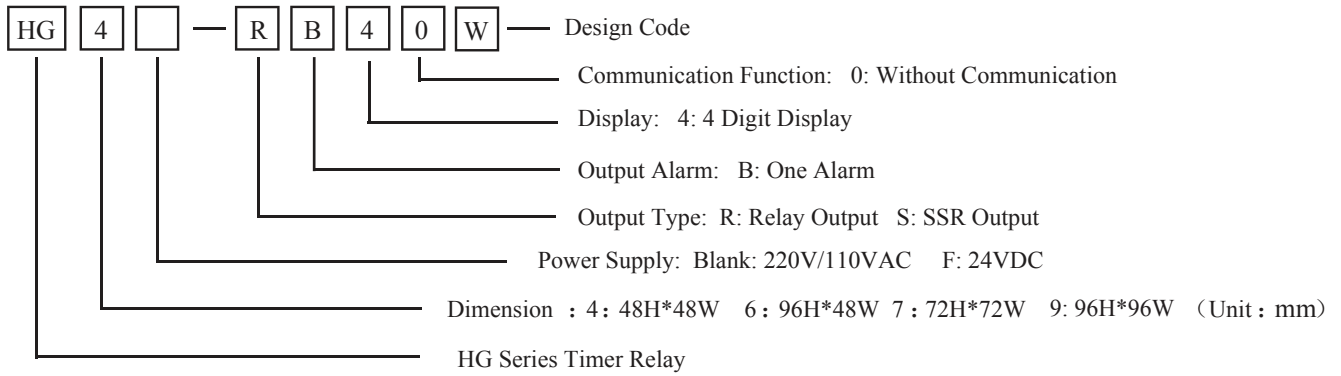 HG 4 — R B 4 0 W — Design Code
Communication Function: 0: Without Communication
Display: 4: 4 Digit Display
Output Alarm: B: One Alarm
Output Type: R: Relay Output S: SSR Output
Power Supply: Blank: 220V/110VAC F: 24VDC
Dimension ：4：48H*48W 6：96H*48W 7：72H*72W 9: 96H*96W （Unit：mm）
HG Series Timer Relay